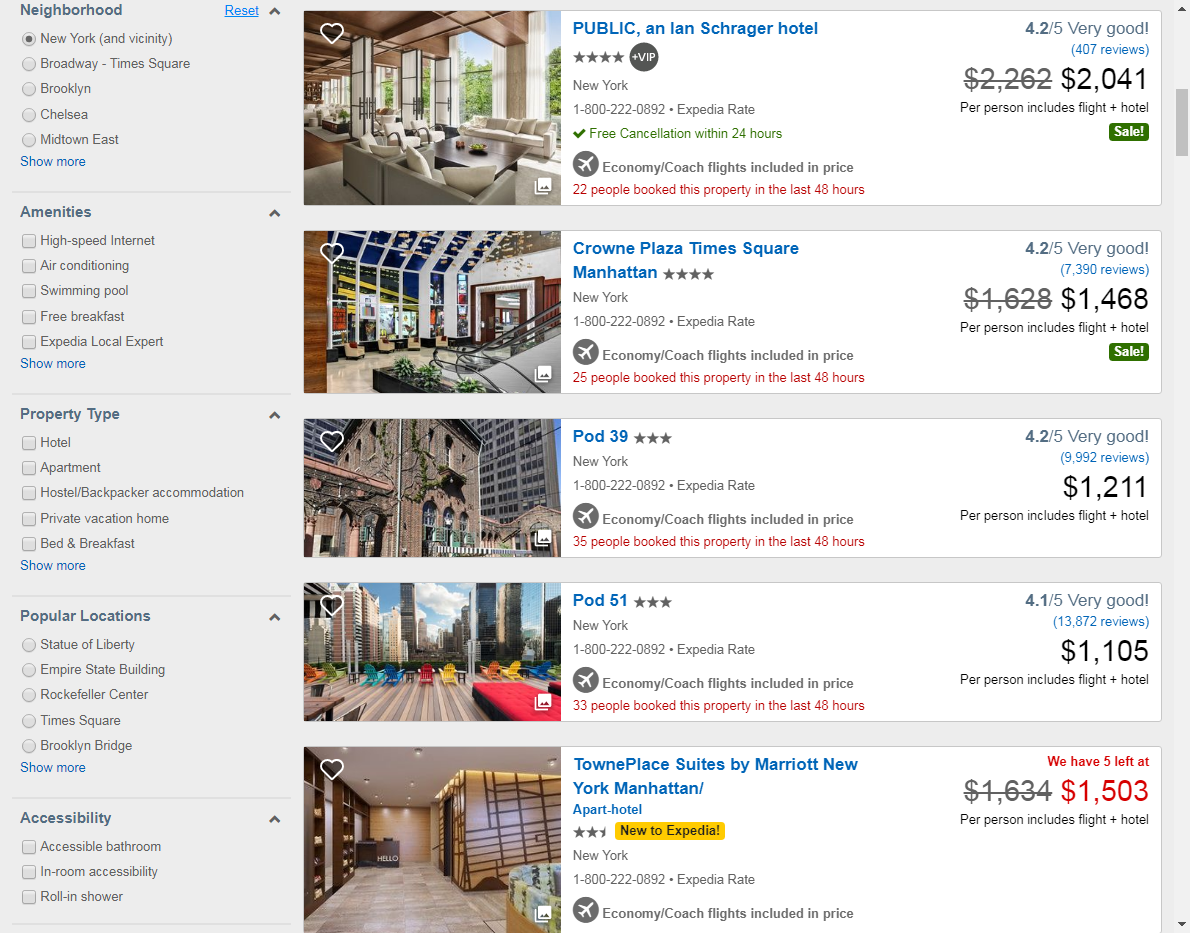 Neighborhood Reset
New York (and vicinity)
Broadway - Times Square
Brooklyn
Chelsea
Midtown East
Show more
Amenities
High-speed Internet
Air conditioning
Swimming pool
Free breakfast
Expedia Local Expert
Show more
Property Type
Hotel
Apartment
Hostel/Backpacker accommodation
Private vacation home
Bed & Breakfast
Show more
Popular Locations
Statue of Liberty
Empire State Building
Rockefeller Center
Times Square
Brooklyn Bridge
Show more
Accessibility
Accessible bathroom
In-room accessibility
Roll-in shower
PUBLIC, an Ian Schrager hotel
+VIP
New York
1-800-222-0892 • Expedia Rate
Free Cancellation within 24 hours
Economy/Coach flights included in price
22 people booked this property in the last 48 hours
4.2/5 Very good!
(407 reviews)
$2,262 $2,041
Per person includes flight + hotel
Sale!
Crowne Plaza Times Square
Manhattan
New York
1-800-222-0892 • Expedia Rate
Economy/Coach flights included in price
25 people booked this property in the last 48 hours
4.2/5 Very good!
(7,390 reviews)
$1,628 $1,468
Per person includes flight + hotel
Sale!
Pod 39
New York
1-800-222-0892 • Expedia Rate
Economy/Coach flights included in price
35 people booked this property in the last 48 hours
4.2/5 Very good!
(9,992 reviews)
$1,211
Per person includes flight + hotel
Pod 51
New York
1-800-222-0892 • Expedia Rate
Economy/Coach flights included in price
33 people booked this property in the last 48 hours
4.1/5 Very good!
(13,872 reviews)
$1,105
Per person includes flight + hotel
HELLO
TownePlace Suites by Marriott New
York Manhattan/
Apart-hotel
New to Expedia!
New York
1-800-222-0892 • Expedia Rate
Economy/Coach flights included in price
We have 5 left at
$1,634 $1,503
Per person includes flight + hotel